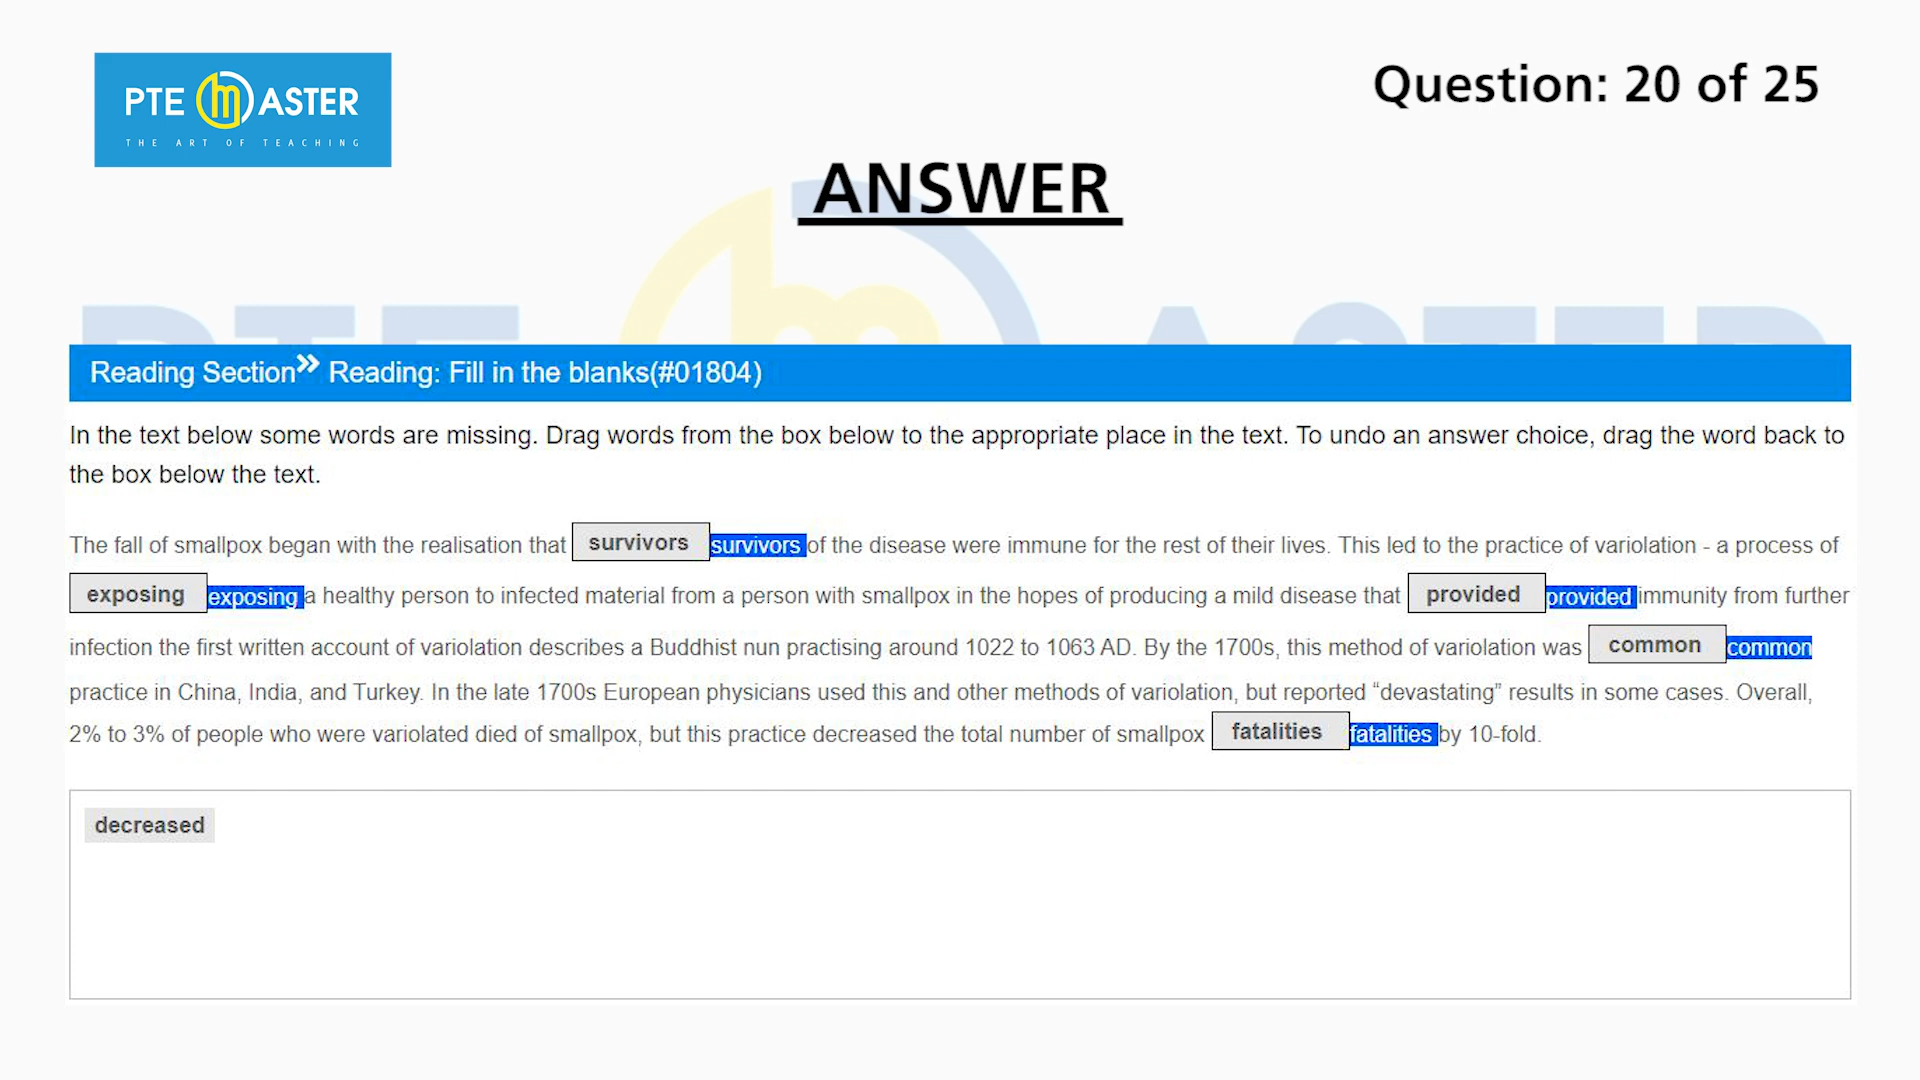 PTE MASTER
THE ART OF TEACHING
Question: 20 of 25
ANSWER
PTE MASTER
Reading Section» Reading: Fill in the blanks(#01804)
In the text below some words are missing. Drag words from the box below to the appropriate place in the text. To undo an answer choice, drag the word back to
the box below the text.
The fall of smallpox began with the realisation that survivors survivors of the disease were immune for the rest of their lives. This led to the practice of variolation - a process of
exposing exposing a healthy person to infected material from a person with smallpox in the hopes of producing a mild disease that provided provided immunity from further
infection the first written account of variolation describes a Buddhist nun practising around 1022 to 1063 AD. By the 1700s, this method of variolation was common common
practice in China, India, and Turkey. In the late 1700s European physicians used this and other methods of variolation, but reported “devastating” results in some cases. Overall,
2% to 3% of people who were variolated died of smallpox, but this practice decreased the total number of smallpox fatalities fatalities by 10-fold.
decreased